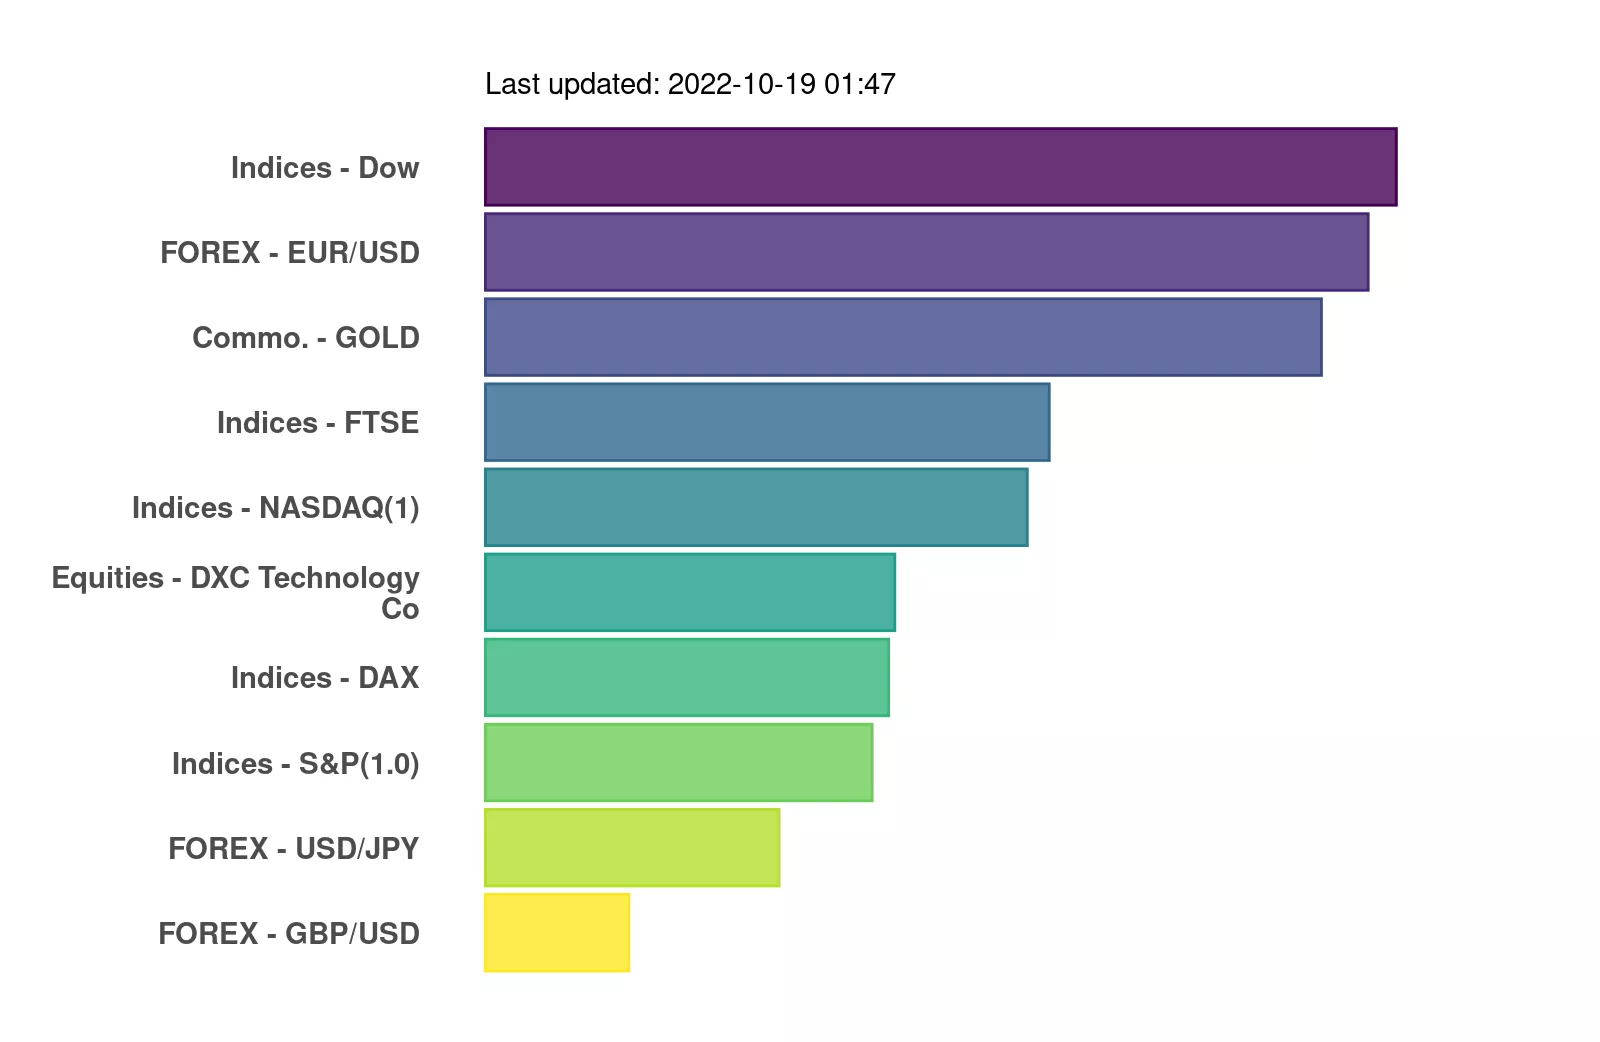 Last updated: 2022-10-19 01:47
Indices - Dow
FOREX - EUR/USD
Commo. - GOLD
Indices - FTSE
Indices - NASDAQ(1)
Equities - DXC Technology
Co
Indices - DAX
Indices - S&P(1.0)
FOREX - USD/JPY
FOREX - GBP/USD